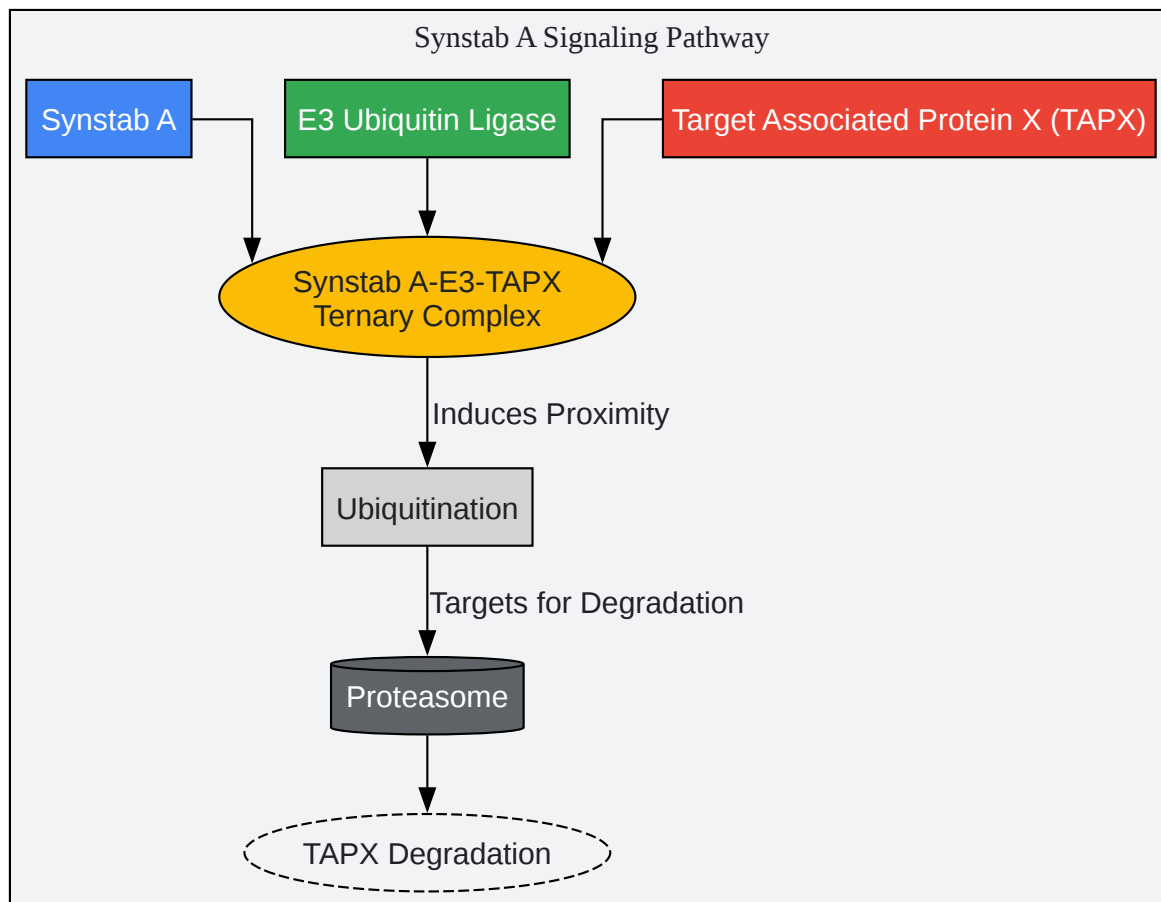 Synstab A Signaling Pathway
Synstab A
E3 Ubiquitin Ligase
Target Associated Protein X (TAPX)
Synstab A-E3-TAPX
Ternary Complex
Induces Proximity
Ubiquitination
Targets for Degradation
Proteasome
TAPX Degradation